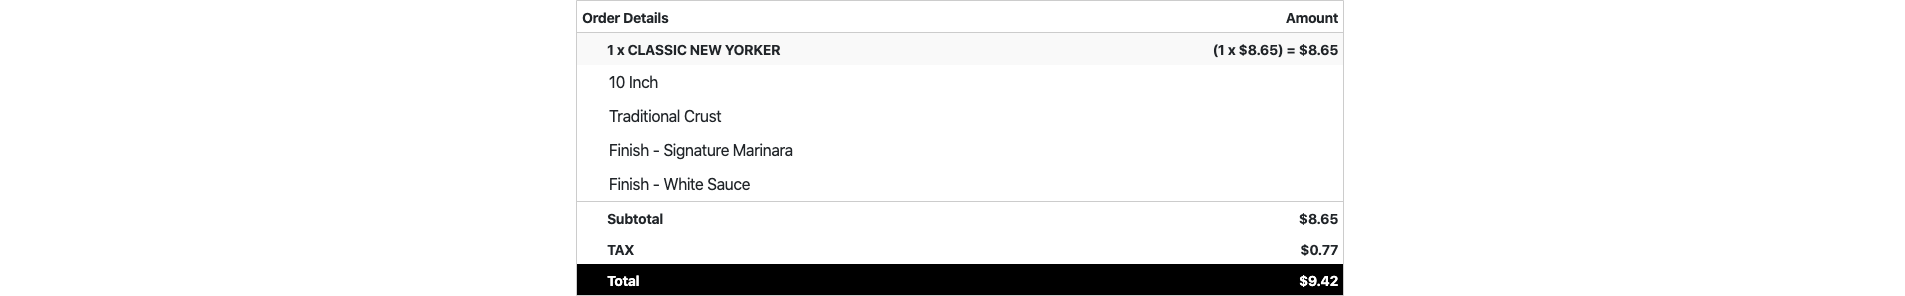 Order Details Amount
1 x CLASSIC NEW YORKER (1 x $8.65) = $8.65
10 Inch
Traditional Crust
Finish - Signature Marinara
Finish - White Sauce
Subtotal $8.65
TAX $0.77
Total $9.42